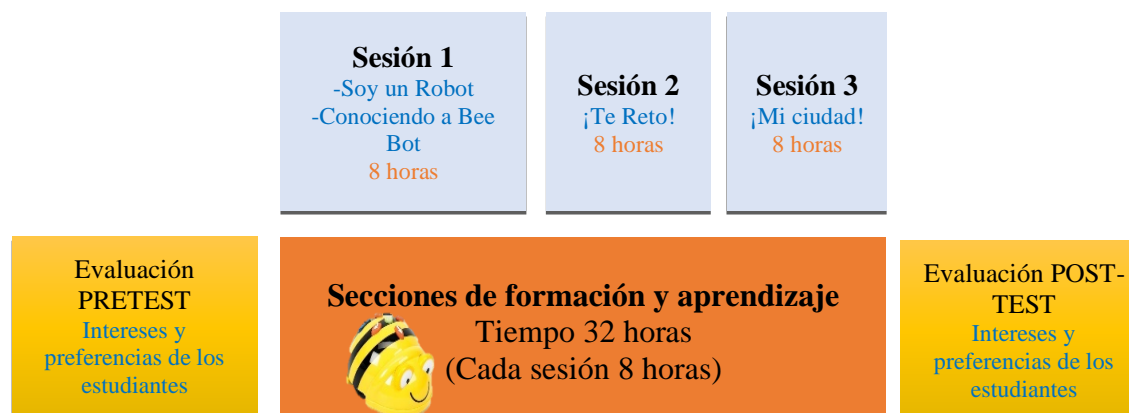 Sesión 1
-Soy un Robot
-Conociendo a Bee
Bot
8 horas
Sesión 2
¡Te Reto!
8 horas
Sesión 3
¡Mi ciudad!
8 horas
Evaluación
PRETEST
Intereses y
preferencias de los
estudiantes
Secciones de formación y aprendizaje
Tiempo 32 horas
(Cada sesión 8 horas)
Evaluación POST-
TEST
Intereses y
preferencias de los
estudiantes